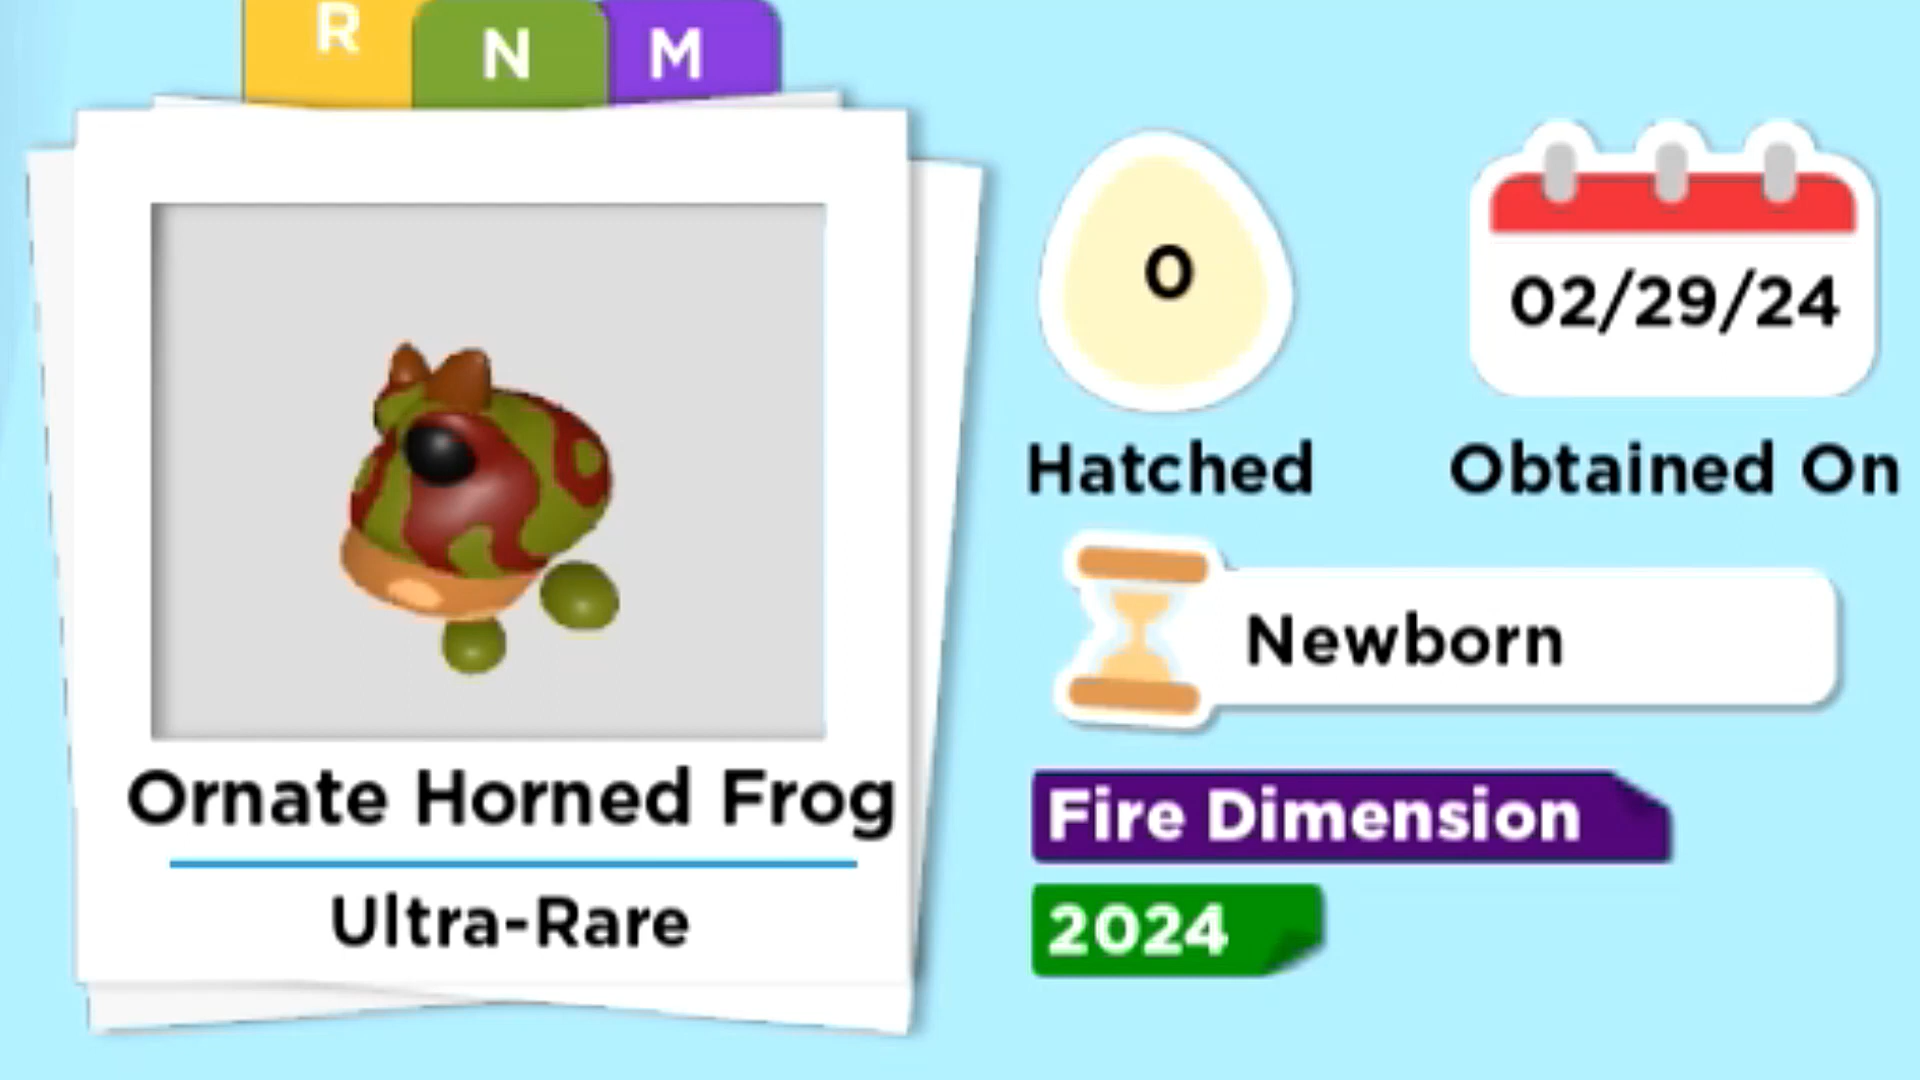 R
N
M
0
02/29/24
Hatched
Obtained On
Newborn
Ornate Horned Frog
Fire Dimension
Ultra-Rare
2024